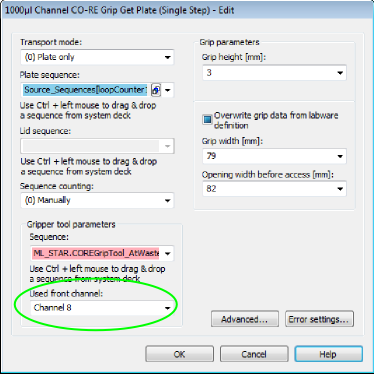 1000µl Channel CO-RE Grip Get Plate (Single Step) - Edit
Transport mode:
(0) Plate only
Plate sequence:
Source_Sequences[loopCounter
Use Ctrl + left mouse to drag & drop
a sequence from system deck
Lid sequence:
Use Ctrl + left mouse to drag & drop
a sequence from system deck
Sequence counting:
(0) Manually
Gripper tool parameters
Sequence:
ML_STAR.COREGripTool_AtWaste
Use Ctrl + left mouse to drag & drop
a sequence from system deck
Used front channel:
Channel 8
Grip parameters
Grip height [mm]:
3
Overwrite grip data from labware
definition
Grip width [mm]:
79
Opening width before access [mm]:
82
Advanced...
Error settings...
OK
Cancel
Help